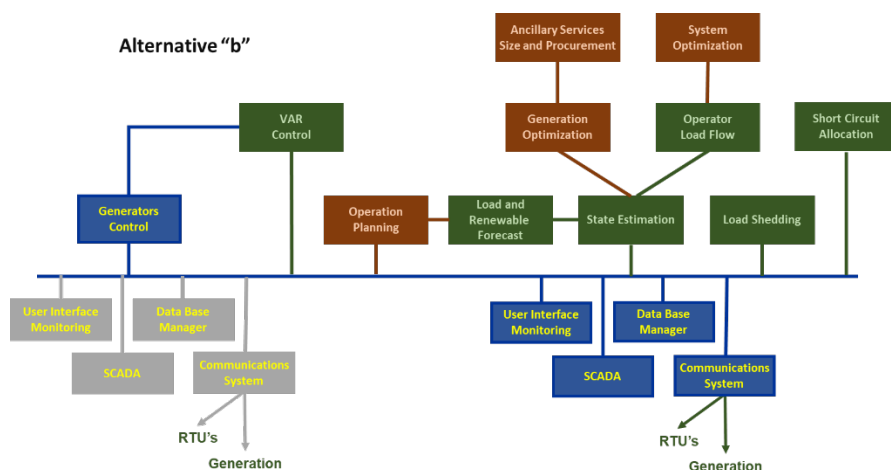 Alternative “b”
Ancillary Services
Size and Procurement
System
Optimization
VAR
Control
Generation
Optimization
Operator
Load Flow
Short Circuit
Allocation
Generators
Control
Operation
Planning
Load and
Renewable
Forecast
State Estimation
Load Shedding
User Interface
Monitoring
Data Base
Manager
SCADA
Communications
System
RTU's
Generation
User Interface
Monitoring
Data Base
Manager
SCADA
Communications
System
RTU's
Generation